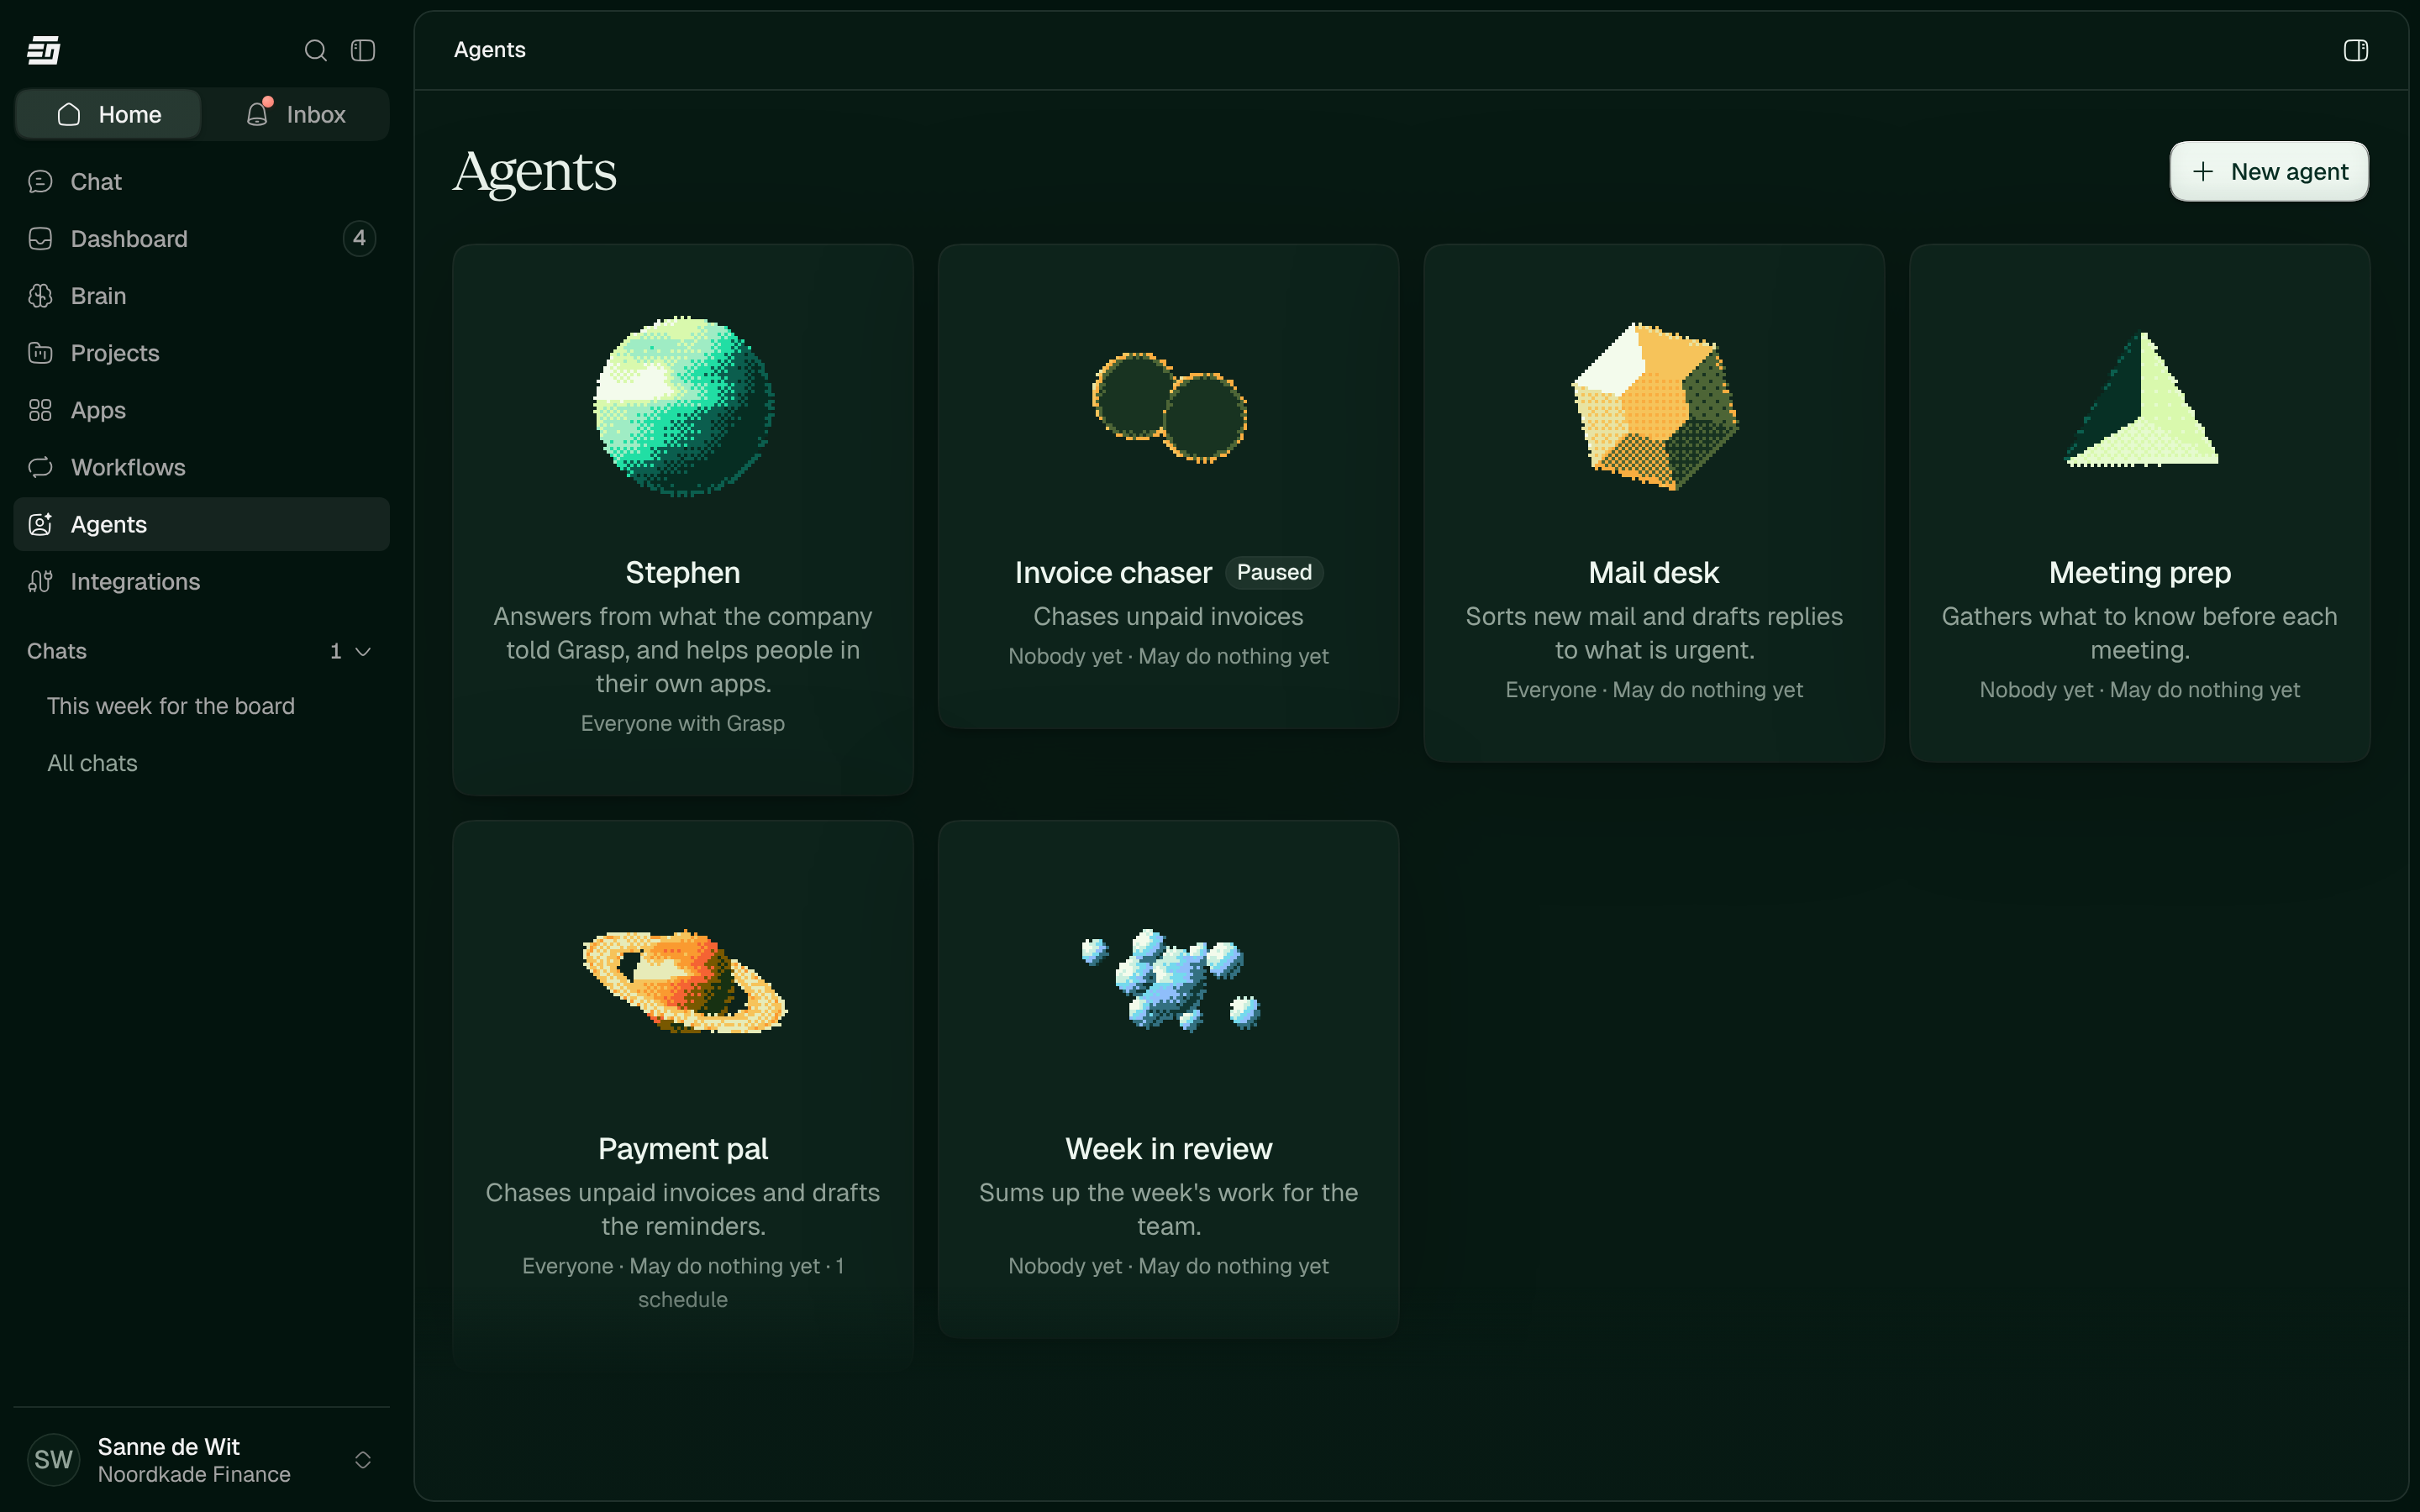 Home
Inbox
Chat
Dashboard
4
Brain
Projects
Apps
Workflows
Agents
Integrations
Chats
1
This week for the board
All chats
SW
Sanne de Wit
Noordkade Finance
Agents
Agents
New agent
Stephen
Answers from what the company
told Grasp, and helps people in
their own apps.
Everyone with Grasp
Invoice chaser
Paused
Chases unpaid invoices
Nobody yet · May do nothing yet
Mail desk
Sorts new mail and drafts replies
to what is urgent.
Everyone · May do nothing yet
Meeting prep
Gathers what to know before each
meeting.
Nobody yet · May do nothing yet
Payment pal
Chases unpaid invoices and drafts
the reminders.
Everyone · May do nothing yet · 1
schedule
Week in review
Sums up the week's work for the
team.
Nobody yet · May do nothing yet